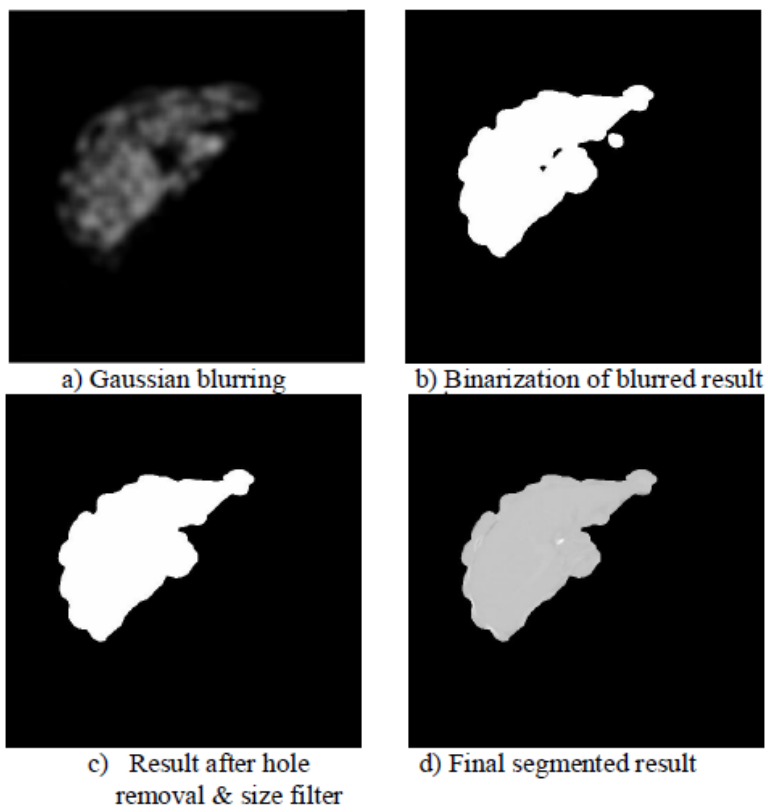 a) Gaussian blurring
b) Binarization of blurred result
c) Result after hole
removal & size filter
d) Final segmented result